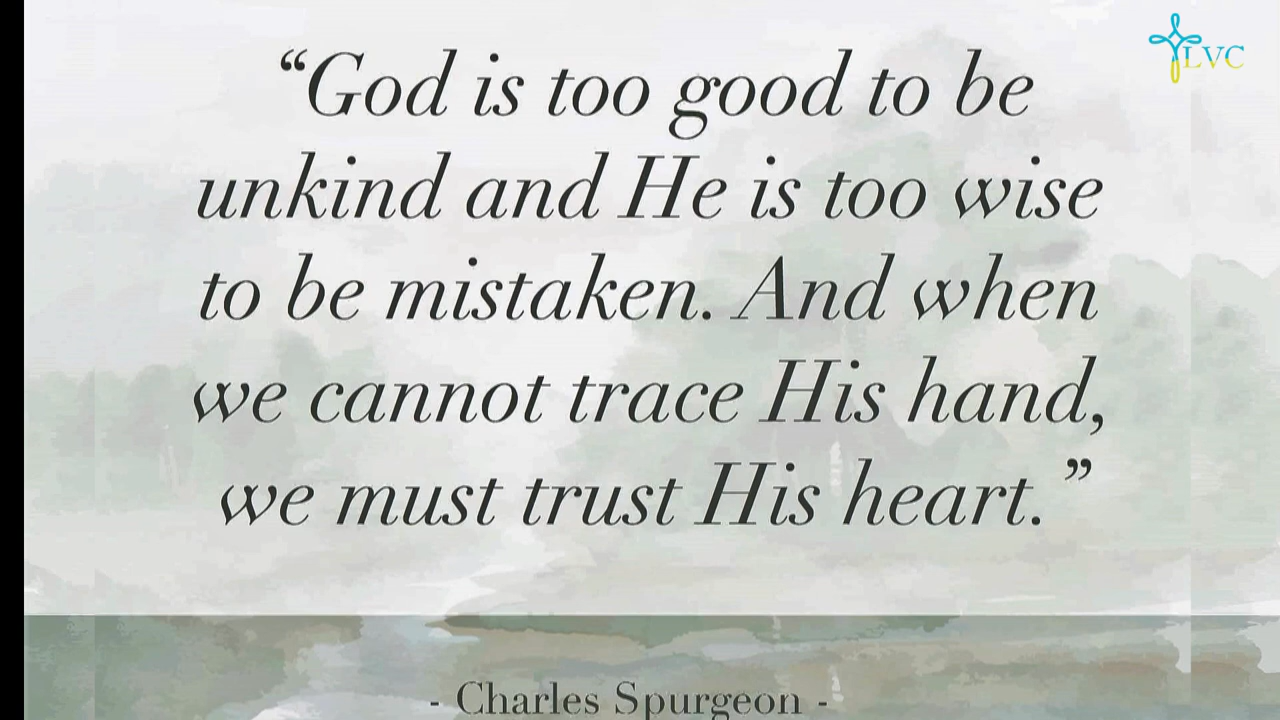 LVC
“God is too good to be
unkind and He is too wise
to be mistaken. And when
we cannot trace His hand,
we must trust His heart.”
- Charles Spurgeon -